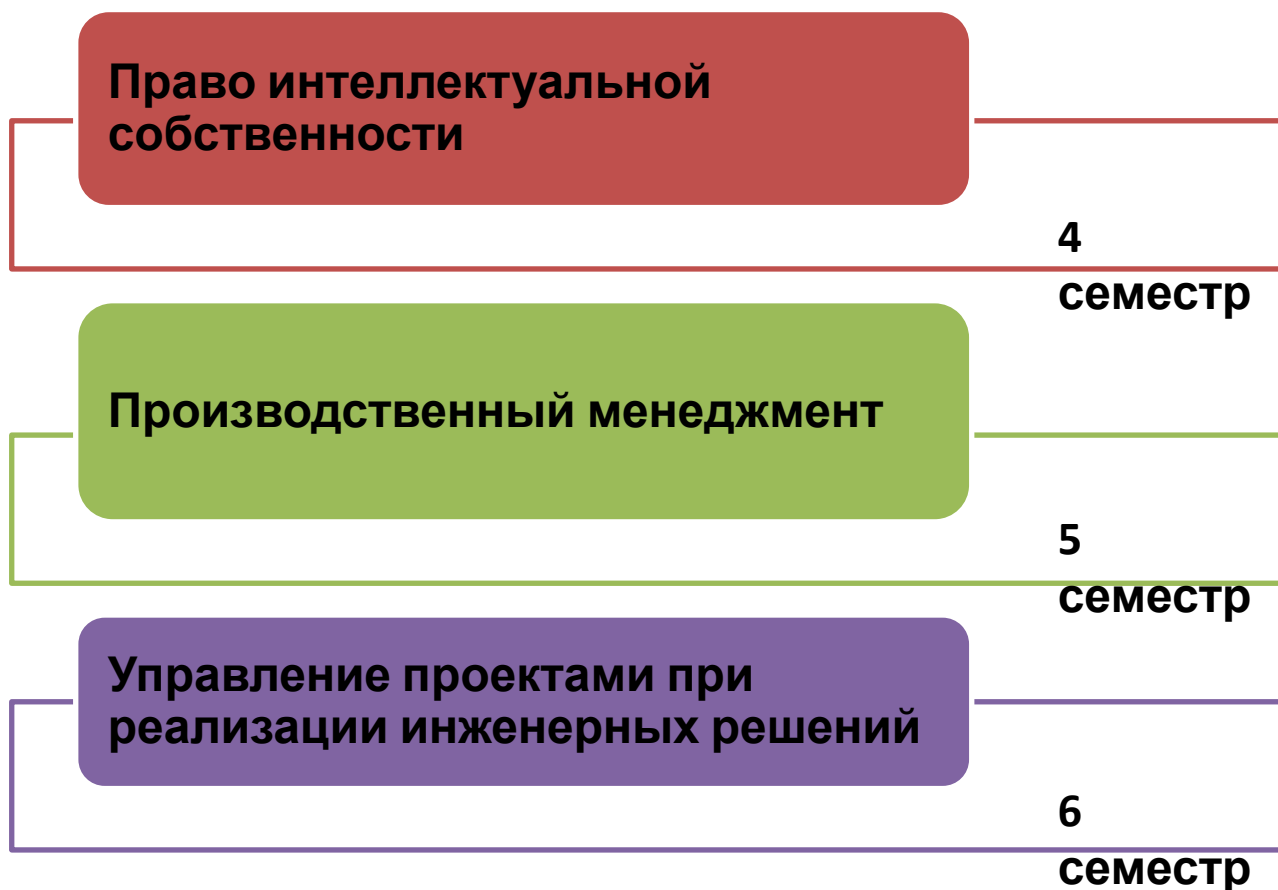 Право интеллектуальной
собственности
4
семестр
Производственный менеджмент
5
семестр
Управление проектами при
реализации инженерных решений
6
семестр